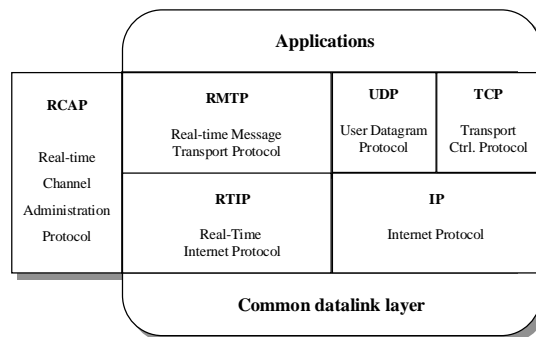 Applications
RCAP
Real-time
Channel
Administration
Protocol
RMTP
Real-time Message
Transport Protocol
UDP
User Datagram
Protocol
TCP
Transport
Ctrl. Protocol
RTIP
Real-Time
Internet Protocol
IP
Internet Protocol
Common datalink layer